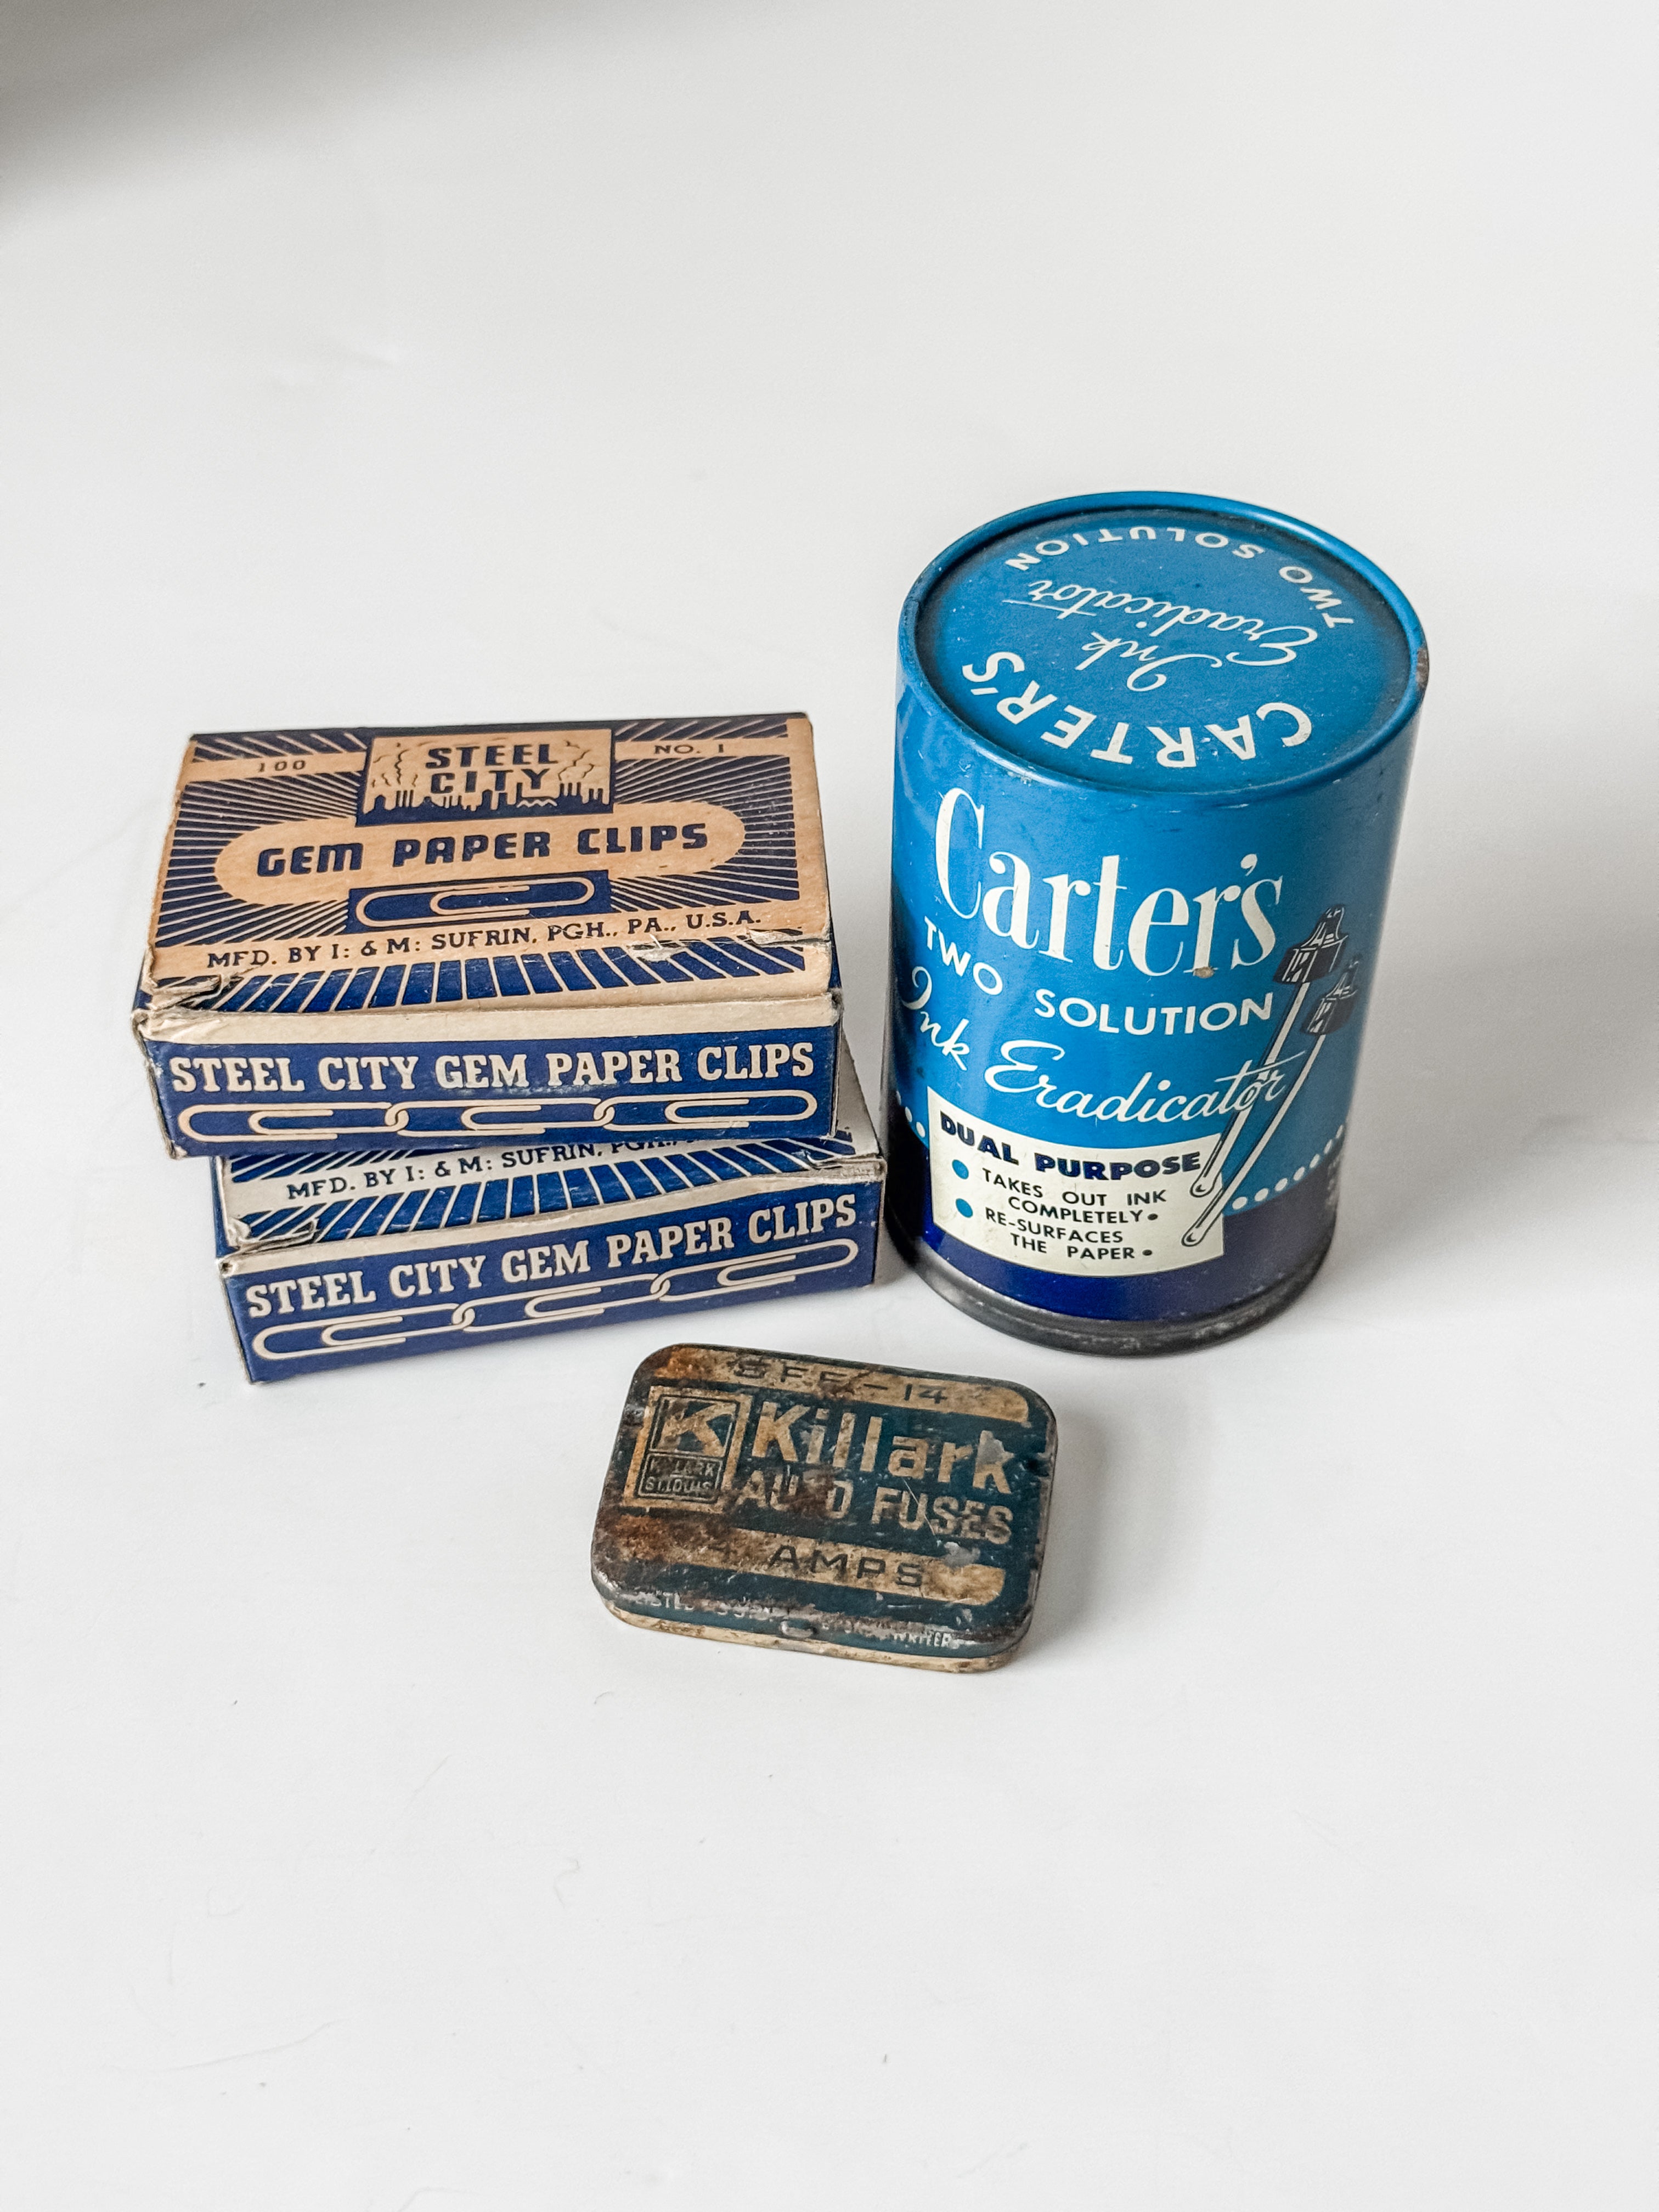 100
STEEL
CITY
NO. 1
GEM PAPER CLIPS
MFD. BY I: & M: SUFRIN, PGH., PA., U.S.A.
STEEL CITY GEM PAPER CLIPS
MFD. BY I: & M: SUFRIN, PGH.,
STEEL CITY GEM PAPER CLIPS
CARTER'S
Ink
Eradicator
TWO SOLUTION
Carter's
TWO SOLUTION
Ink Eradicator
DUAL PURPOSE
TAKES OUT INK
COMPLETELY
RE-SURFACES
THE PAPER
SFE-14
K
KILLARK
ST. LOUIS
Killark
AUTO FUSES
4 AMPS